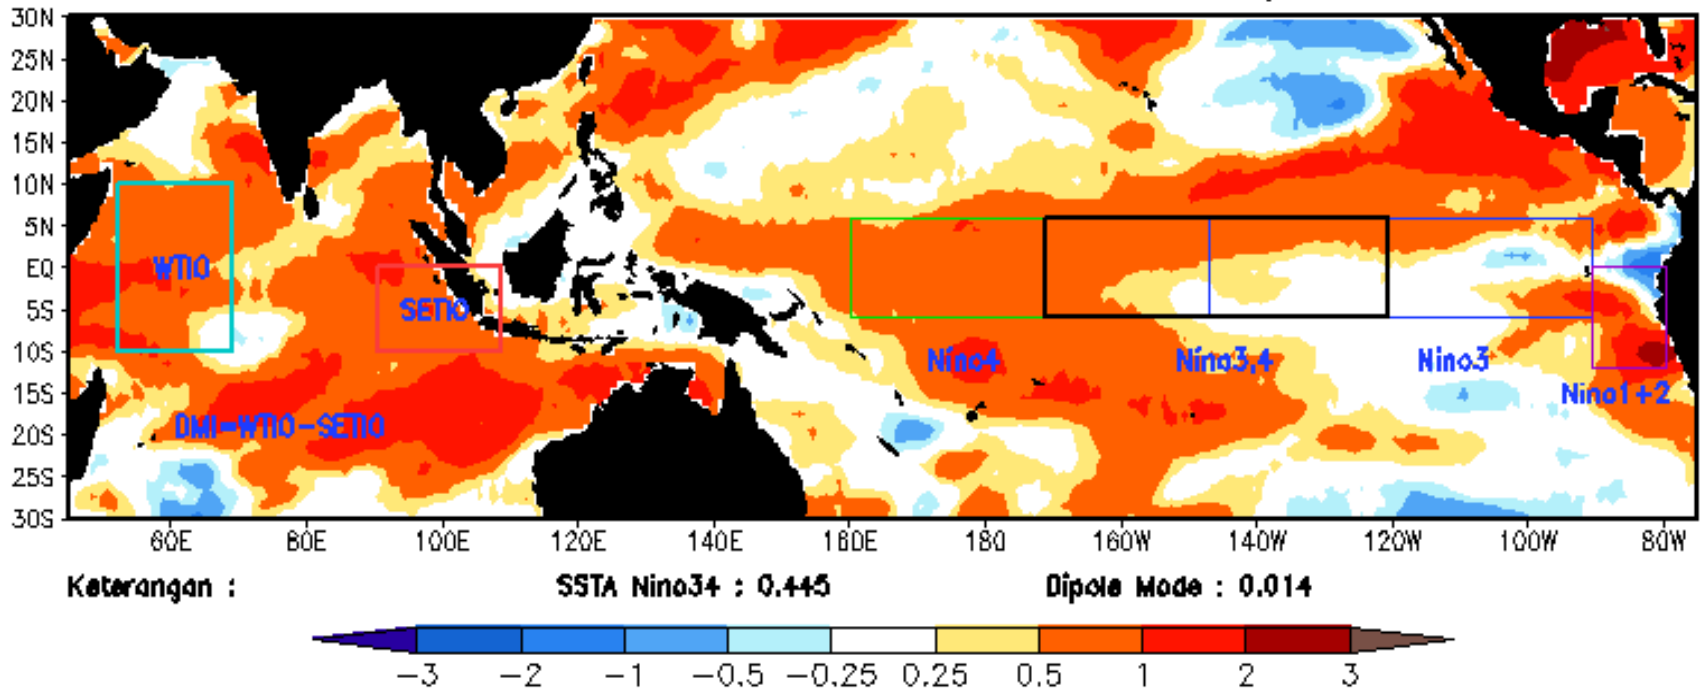 30N
25N
20N
15N
10N
5N
EQ
5S
10S
15S
20S
25S
30S
WTIO
SETIO
Nino4
Nino3,4
Nino3
Nino1+2
DMI=WTIO-SETIO
60E 80E 100E 120E 140E 160E 180 160W 140W 120W 100W 80W
Keterangan : SSTA Nino34 : 0.445 Dipole Mode : 0.014
-3 -2 -1 -0.5 -0.25 0.25 0.5 1 2 3